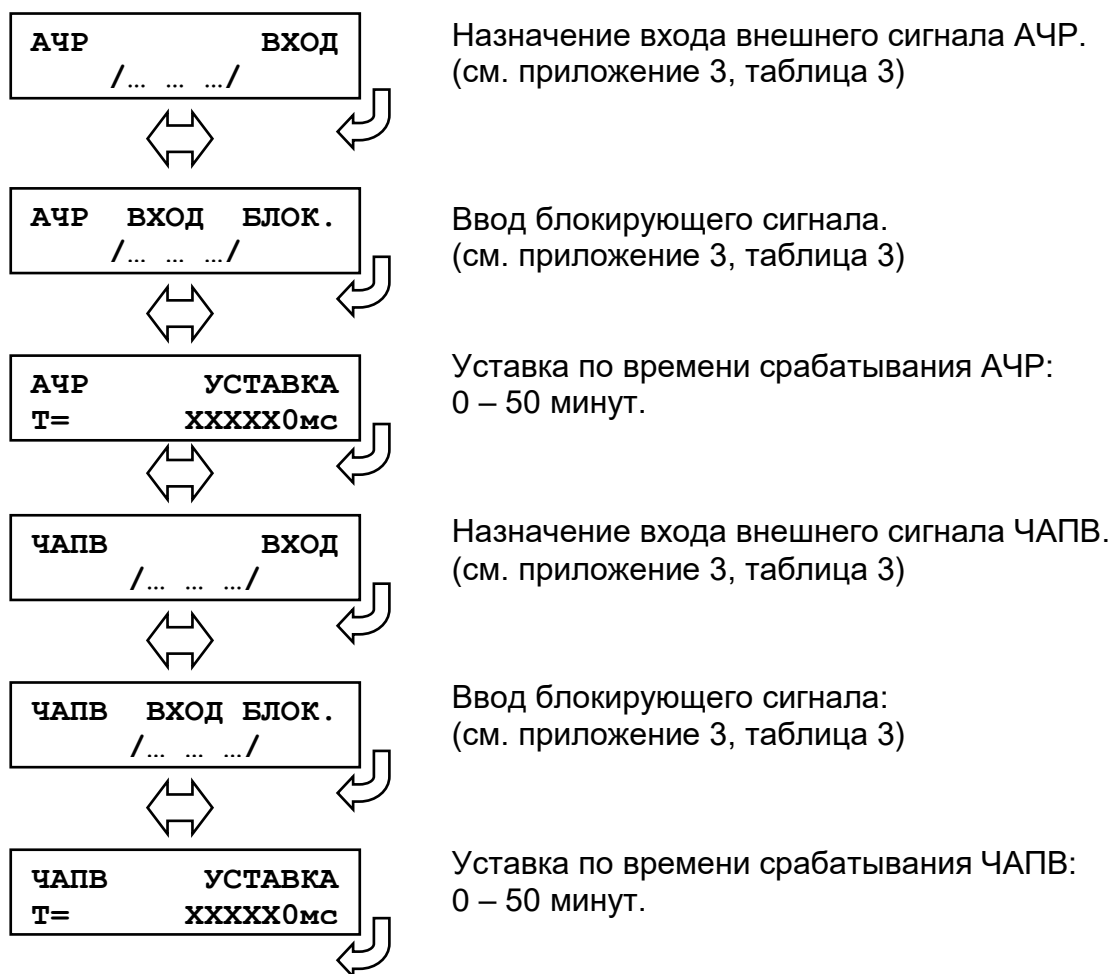 АЧР ВХОД
/… … …/
Назначение входа внешнего сигнала АЧР.
(см. приложение 3, таблица 3)
АЧР ВХОД БЛОК.
/… … …/
Ввод блокирующего сигнала.
(см. приложение 3, таблица 3)
АЧР УСТАВКА
Т= ХХХХХ0мс
Уставка по времени срабатывания АЧР:
0 – 50 минут.
ЧАПВ ВХОД
/… … …/
Назначение входа внешнего сигнала ЧАПВ.
(см. приложение 3, таблица 3)
ЧАПВ ВХОД БЛОК.
/… … …/
Ввод блокирующего сигнала:
(см. приложение 3, таблица 3)
ЧАПВ УСТАВКА
Т= ХХХХХ0мс
Уставка по времени срабатывания ЧАПВ:
0 – 50 минут.